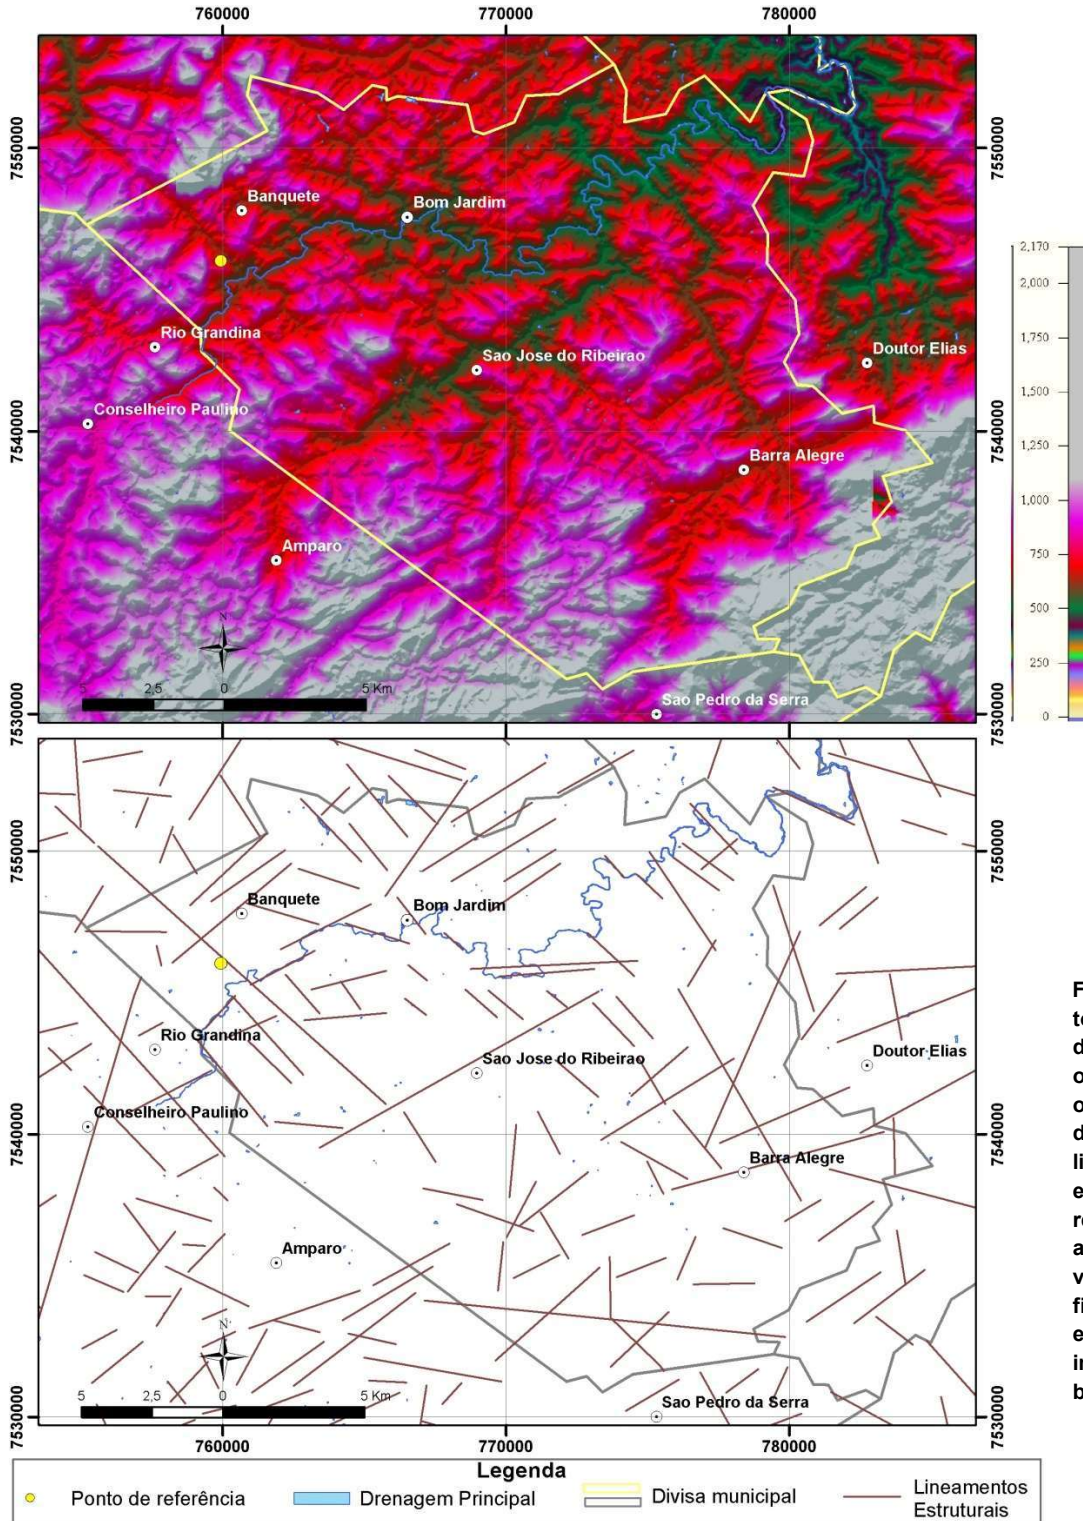 760000 770000 780000
7550000 7550000
Banquete
Bom Jardim
Rio Grandina
Sao Jose do Ribeirao
Doutor Elias
Conselheiro Paulino
7540000 7540000
Barra Alegre
Amparo
N
5 2,5 0 5 Km
Sao Pedro da Serra
7530000 7530000
2,170
2,000
1,750
1,500
1,250
1,000
750
500
250
0
7550000 7550000
Banquete
Bom Jardim
Rio Grandina
Sao Jose do Ribeirao
Doutor Elias
Conselheiro Paulino
7540000 7540000
Barra Alegre
Amparo
N
5 2,5 0 5 Km
Sao Pedro da Serra
7530000 7530000
760000 770000 780000
Legenda
Ponto de referência
Drenagem Principal
Divisa municipal
Lineamentos
Estruturais